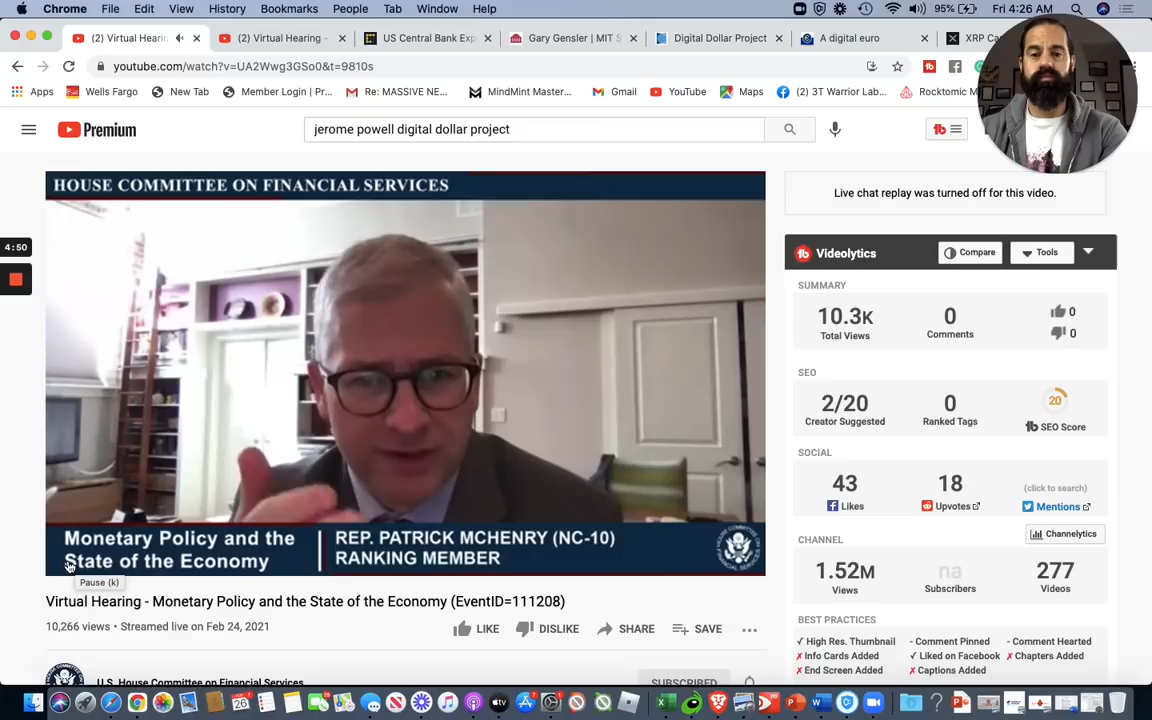 Chrome File Edit View History Bookmarks People Tab Window Help 95% Fri 4:26 AM
(2) Virtual Hearin
(2) Virtual Hearing -
US Central Bank Exp
Gary Gensler | MIT S
Digital Dollar Project
A digital euro
XRP Ca
youtube.com/watch?v=UA2Wwg3GSo0&t=9810s
Apps Wells Fargo New Tab Member Login | Pr... Re: MASSIVE NE... MindMint Master... Gmail YouTube Maps (2) 3T Warrior Lab... Rocktomic M
Premium
jerome powell digital dollar project
HOUSE COMMITTEE ON FINANCIAL SERVICES
Live chat replay was turned off for this video.
4:50
Videolytics Compare Tools
SUMMARY
10.3K 0 0
Total Views Comments 0
SEO
2/20 0 20
Creator Suggested Ranked Tags SEO Score
SOCIAL
43 18 (click to search)
Likes Upvotes Mentions
Monetary Policy and the
State of the Economy
REP. PATRICK MCHENRY (NC-10)
RANKING MEMBER
Pause (k)
Channelytics
CHANNEL
1.52M na 277
Views Subscribers Videos
BEST PRACTICES
✓ High Res. Thumbnail - Comment Pinned - Comment Hearted
✗ Info Cards Added ✓ Liked on Facebook ✗ Chapters Added
✗ End Screen Added ✗ Captions Added
Virtual Hearing - Monetary Policy and the State of the Economy (EventID=111208)
10,266 views • Streamed live on Feb 24, 2021
LIKE DISLIKE SHARE SAVE
U.S. House Committee on Financial Services
SUBSCRIBED